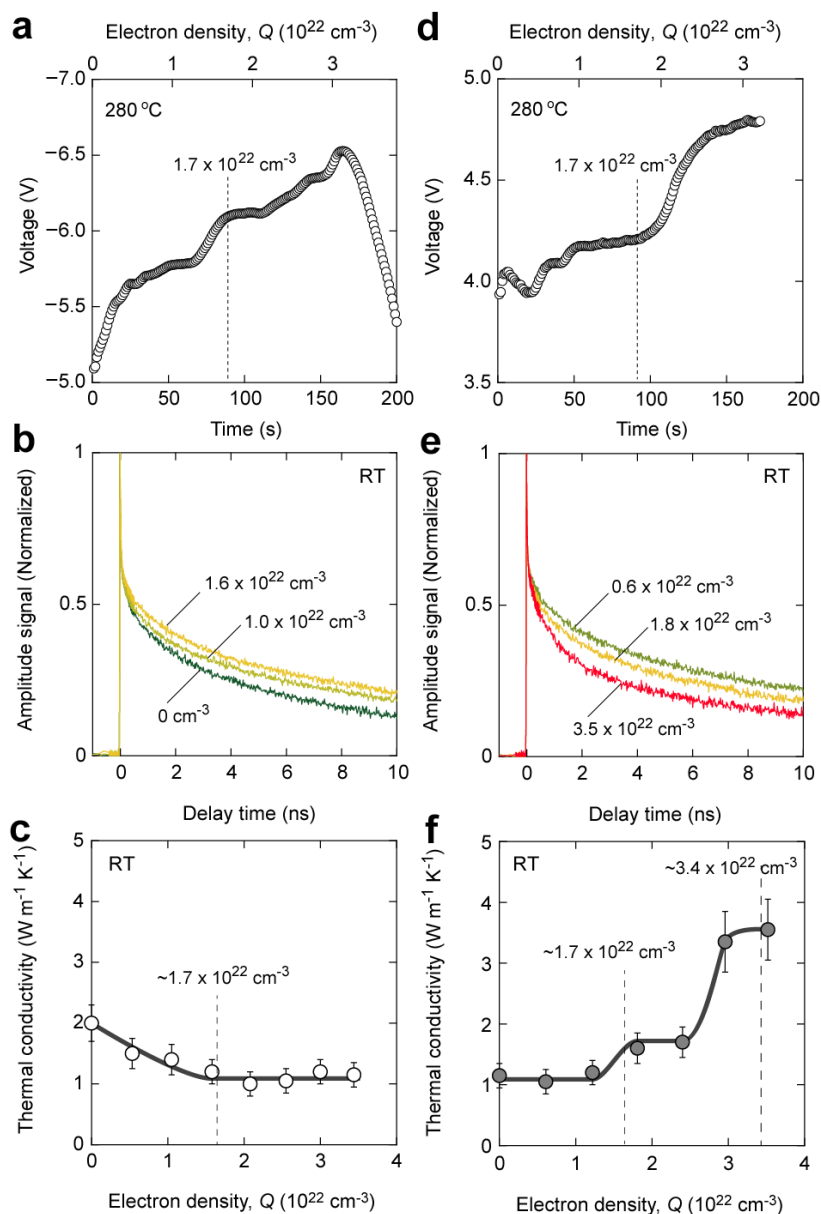 a
Electron density, Q (10²² cm⁻³)
0 1 2 3
−7.0
−6.5
−6.0
−5.5
−5.0
Voltage (V)
280 °C
1.7 x 10²² cm⁻³
0 50 100 150 200
Time (s)
d
Electron density, Q (10²² cm⁻³)
0 1 2 3
5.0
4.5
4.0
3.5
Voltage (V)
280 °C
1.7 x 10²² cm⁻³
0 50 100 150 200
Time (s)
b
1
0.5
0
Amplitude signal (Normalized)
RT
1.6 x 10²² cm⁻³
1.0 x 10²² cm⁻³
0 cm⁻³
0 2 4 6 8 10
Delay time (ns)
e
1
0.5
0
Amplitude signal (Normalized)
RT
0.6 x 10²² cm⁻³
1.8 x 10²² cm⁻³
3.5 x 10²² cm⁻³
0 2 4 6 8 10
Delay time (ns)
c
5
4
3
2
1
0
Thermal conductivity (W m⁻¹ K⁻¹)
RT
~1.7 x 10²² cm⁻³
0 1 2 3 4
Electron density, Q (10²² cm⁻³)
f
5
4
3
2
1
0
Thermal conductivity (W m⁻¹ K⁻¹)
RT
~3.4 x 10²² cm⁻³
~1.7 x 10²² cm⁻³
0 1 2 3 4
Electron density, Q (10²² cm⁻³)